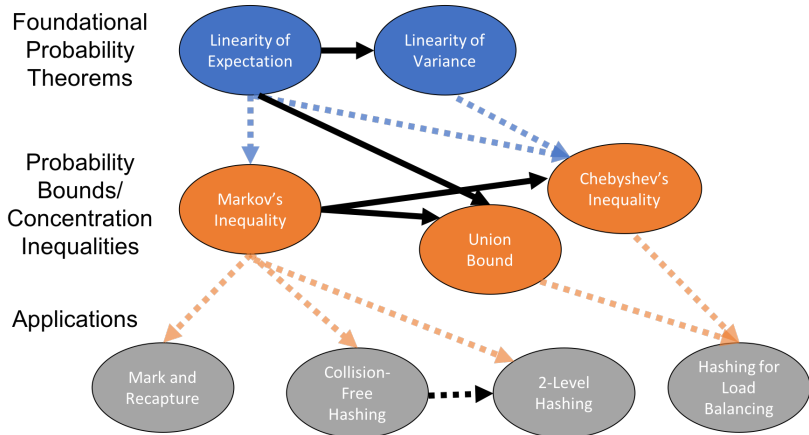 Foundational
Probability
Theorems
Linearity of
Expectation
Linearity of
Variance
Probability
Bounds/
Concentration
Inequalities
Markov's
Inequality
Union
Bound
Chebyshev's
Inequality
Applications
Mark and
Recapture
Collision-
Free
Hashing
2-Level
Hashing
Hashing for
Load
Balancing